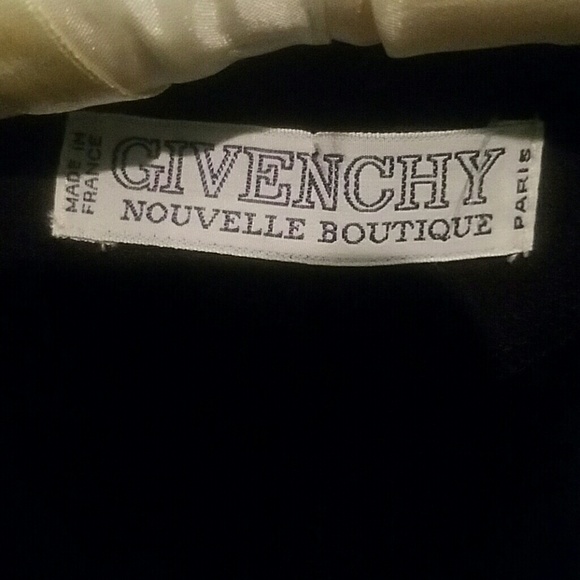 MADE IN
FRANCE
GIVENCHY
NOUVELLE BOUTIQUE
PARIS